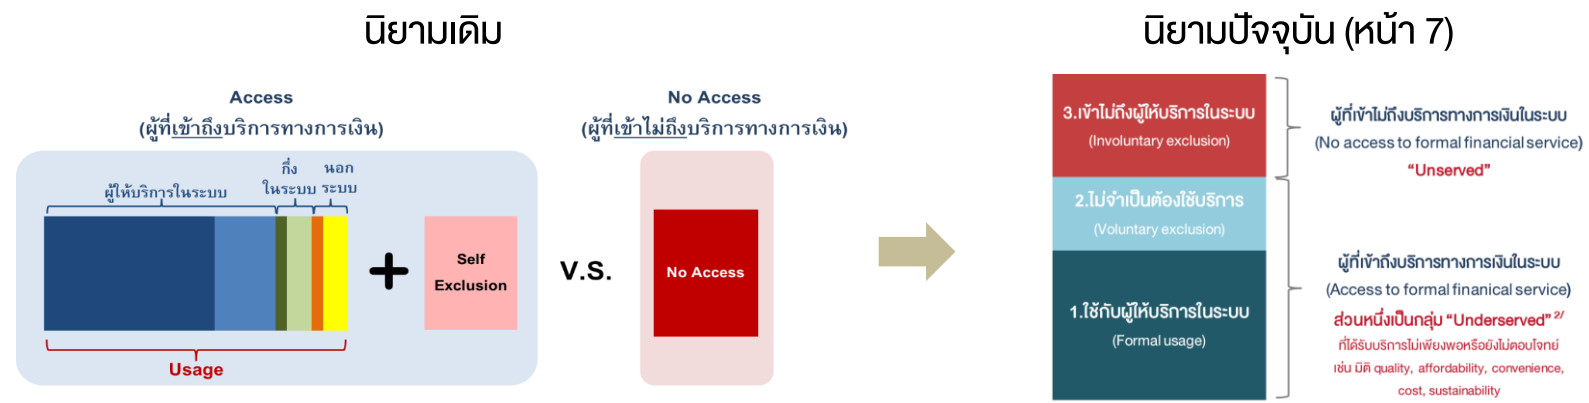 นิยามเดิม
Access
(ผู้ที่เข้าถึงบริการทางการเงิน)
No Access
(ผู้ที่เข้าไม่ถึงบริการทางการเงิน)
ผู้ให้บริการในระบบ
กึ่ง
ในระบบ
นอก
ระบบ
Usage
Self
Exclusion
V.S.
No Access
นิยามปัจจุบัน (หน้า 7)
3.เข้าไม่ถึงผู้ให้บริการในระบบ
(Involuntary exclusion)
2.ไม่จำเป็นต้องใช้บริการ
(Voluntary exclusion)
1.ใช้กับผู้ให้บริการในระบบ
(Formal usage)
ผู้ที่เข้าไม่ถึงบริการทางการเงินในระบบ
(No access to formal financial service)
“Unserved”
ผู้ที่เข้าถึงบริการทางการเงินในระบบ
(Access to formal finanical service)
ส่วนหนึ่งเป็นกลุ่ม “Underserved” 2/
ที่ได้รับบริการไม่เพียงพอหรือยังไม่ตอบโจทย์
เช่น มิติ quality, affordability, convenience,
cost, sustainability